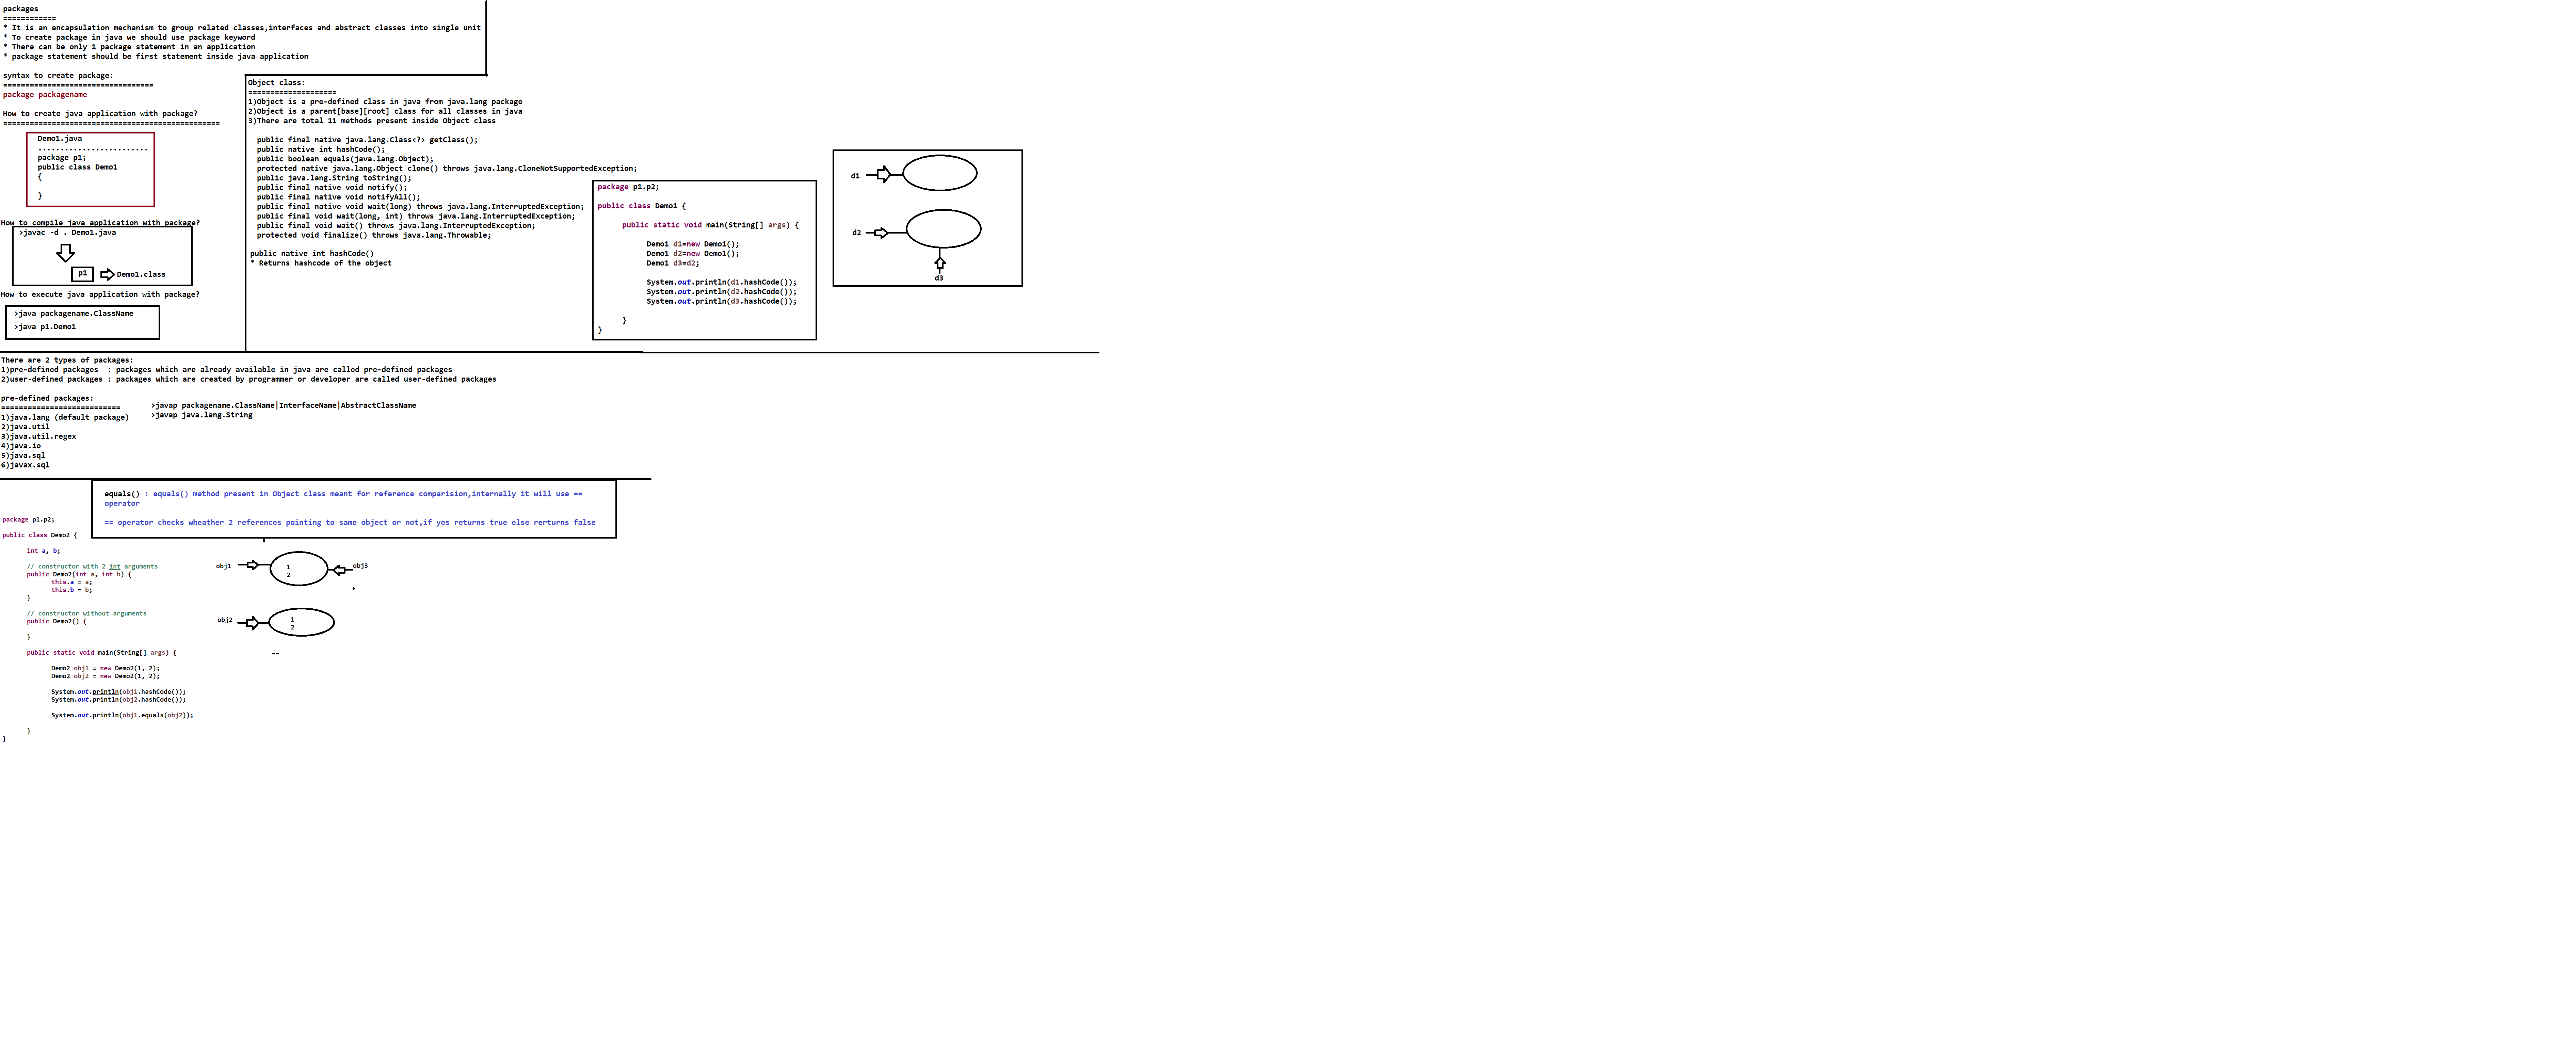 packages
============
* It is an encapsulation mechanism to group related classes,interfaces and abstract classes into single unit
* To create package in java we should use package keyword
* There can be only 1 package statement in an application
* package statement should be first statement inside java application
syntax to create package:
==================================
package packagename
How to create java application with package?
=================================================
Demo1.java
.........................
package p1;
public class Demo1
{
}
How to compile java application with package?
>javac -d . Demo1.java
p1
Demo1.class
How to execute java application with package?
>java packagename.ClassName
>java p1.Demo1
Object class:
====================
1)Object is a pre-defined class in java from java.lang package
2)Object is a parent[base][root] class for all classes in java
3)There are total 11 methods present inside Object class
public final native java.lang.Class<?> getClass();
public native int hashCode();
public boolean equals(java.lang.Object);
protected native java.lang.Object clone() throws java.lang.CloneNotSupportedException;
public java.lang.String toString();
public final native void notify();
public final native void notifyAll();
public final native void wait(long) throws java.lang.InterruptedException;
public final void wait(long, int) throws java.lang.InterruptedException;
public final void wait() throws java.lang.InterruptedException;
protected void finalize() throws java.lang.Throwable;
public native int hashCode()
* Returns hashcode of the object
package p1.p2;
public class Demo1 {
public static void main(String[] args) {
Demo1 d1=new Demo1();
Demo1 d2=new Demo1();
Demo1 d3=d2;
System.out.println(d1.hashCode());
System.out.println(d2.hashCode());
System.out.println(d3.hashCode());
}
}
d1
d2
d3
There are 2 types of packages:
1)pre-defined packages  : packages which are already available in java are called pre-defined packages
2)user-defined packages : packages which are created by programmer or developer are called user-defined packages
pre-defined packages:
===========================
1)java.lang (default package)
2)java.util
3)java.util.regex
4)java.io
5)java.sql
6)javax.sql
>javap packagename.ClassName|InterfaceName|AbstractClassName
>javap java.lang.String
equals() : equals() method present in Object class meant for reference comparision,internally it will use ==
operator
== operator checks wheather 2 references pointing to same object or not,if yes returns true else rerturns false
package p1.p2;
public class Demo2 {
int a, b;
// constructor with 2 int arguments
public Demo2(int a, int b) {
this.a = a;
this.b = b;
}
// constructor without arguments
public Demo2() {
}
public static void main(String[] args) {
Demo2 obj1 = new Demo2(1, 2);
Demo2 obj2 = new Demo2(1, 2);
System.out.println(obj1.hashCode());
System.out.println(obj2.hashCode());
System.out.println(obj1.equals(obj2));
}
}
obj1
1
2
obj3
obj2
1
2
==